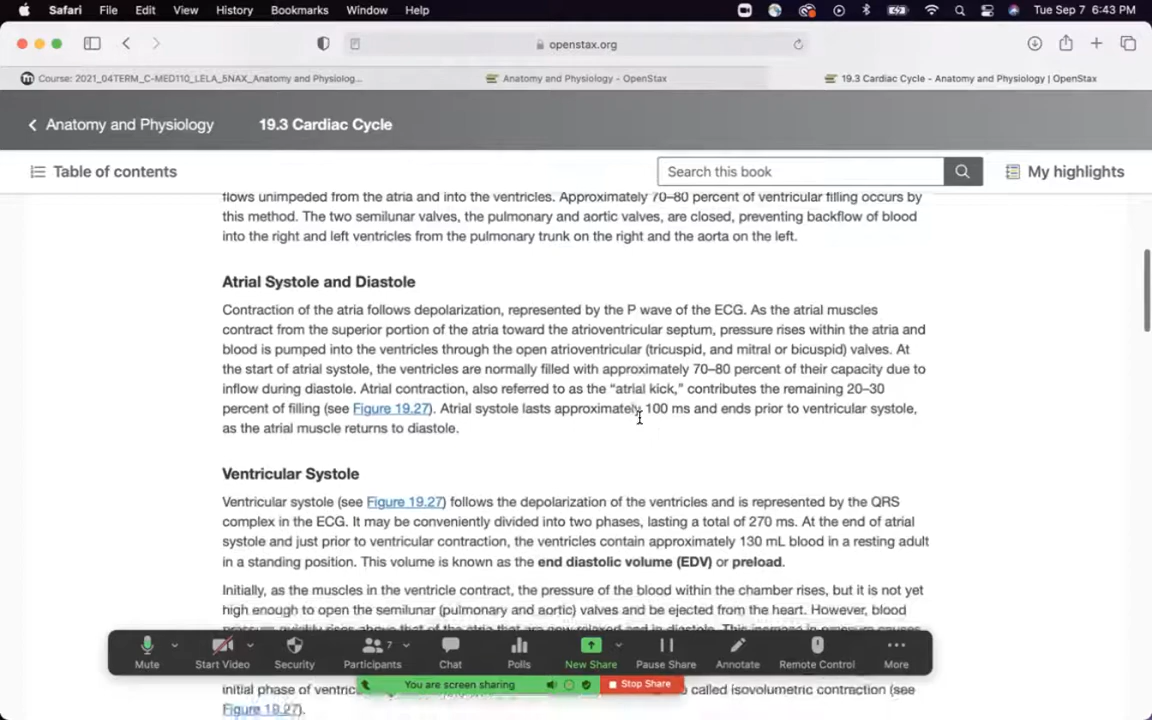 Safari File Edit View History Bookmarks Window Help Tue Sep 7 6:43 PM
openstax.org
Course: 2021_04TERM_C-MED110_LELA_5NAX_Anatomy and Physiolog... Anatomy and Physiology - OpenStax 19.3 Cardiac Cycle - Anatomy and Physiology | OpenStax
Anatomy and Physiology 19.3 Cardiac Cycle
Table of contents Search this book My highlights
flows unimpeded from the atria and into the ventricles. Approximately 70–80 percent of ventricular filling occurs by
this method. The two semilunar valves, the pulmonary and aortic valves, are closed, preventing backflow of blood
into the right and left ventricles from the pulmonary trunk on the right and the aorta on the left.
Atrial Systole and Diastole
Contraction of the atria follows depolarization, represented by the P wave of the ECG. As the atrial muscles
contract from the superior portion of the atria toward the atrioventricular septum, pressure rises within the atria and
blood is pumped into the ventricles through the open atrioventricular (tricuspid, and mitral or bicuspid) valves. At
the start of atrial systole, the ventricles are normally filled with approximately 70–80 percent of their capacity due to
inflow during diastole. Atrial contraction, also referred to as the “atrial kick,” contributes the remaining 20–30
percent of filling (see Figure 19.27). Atrial systole lasts approximately 100 ms and ends prior to ventricular systole,
as the atrial muscle returns to diastole.
Ventricular Systole
Ventricular systole (see Figure 19.27) follows the depolarization of the ventricles and is represented by the QRS
complex in the ECG. It may be conveniently divided into two phases, lasting a total of 270 ms. At the end of atrial
systole and just prior to ventricular contraction, the ventricles contain approximately 130 mL blood in a resting adult
in a standing position. This volume is known as the end diastolic volume (EDV) or preload.
Initially, as the muscles in the ventricle contract, the pressure of the blood within the chamber rises, but it is not yet
high enough to open the semilunar (pulmonary and aortic) valves and be ejected from the heart. However, blood
7
Mute Start Video Security Participants Chat Polls New Share Pause Share Annotate Remote Control More
You are screen sharing Stop Share
initial phase of called isovolumetric contraction (see
Figure 19.27).